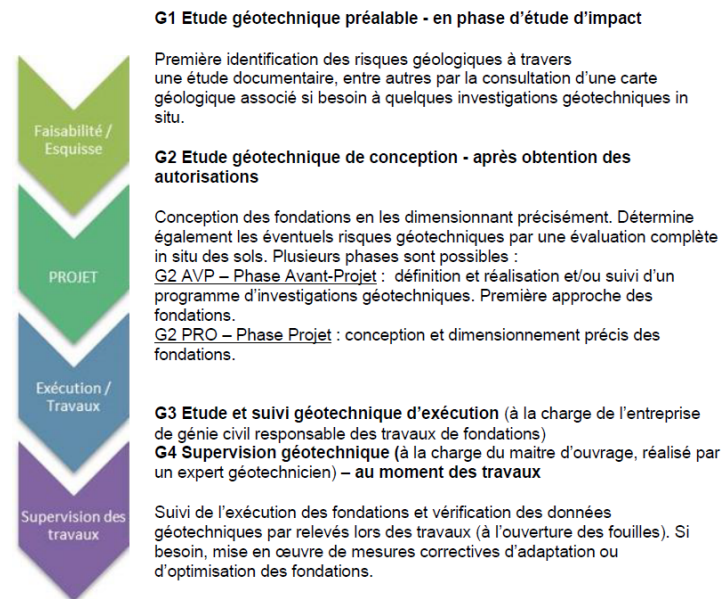 G1 Etude géotechnique préalable - en phase d'étude d'impact
Première identification des risques géologiques à travers
une étude documentaire, entre autres par la consultation d'une carte
géologique associé si besoin à quelques investigations géotechniques in
situ.
Faisabilité /
Esquisse
G2 Etude géotechnique de conception - après obtention des
autorisations
Conception des fondations en les dimensionnant précisément. Détermine
également les éventuels risques géotechniques par une évaluation complète
in situ des sols. Plusieurs phases sont possibles :
G2 AVP – Phase Avant-Projet : définition et réalisation et/ou suivi d'un
programme d'investigations géotechniques. Première approche des
fondations.
G2 PRO – Phase Projet : conception et dimensionnement précis des
fondations.
PROJET
Exécution /
Travaux
G3 Etude et suivi géotechnique d'exécution (à la charge de l'entreprise
de génie civil responsable des travaux de fondations)
G4 Supervision géotechnique (à la charge du maitre d'ouvrage, réalisé par
un expert géotechnicien) – au moment des travaux
Supervision des
travaux
Suivi de l'exécution des fondations et vérification des données
géotechniques par relevés lors des travaux (à l'ouverture des fouilles). Si
besoin, mise en œuvre de mesures correctives d'adaptation ou
d'optimisation des fondations.